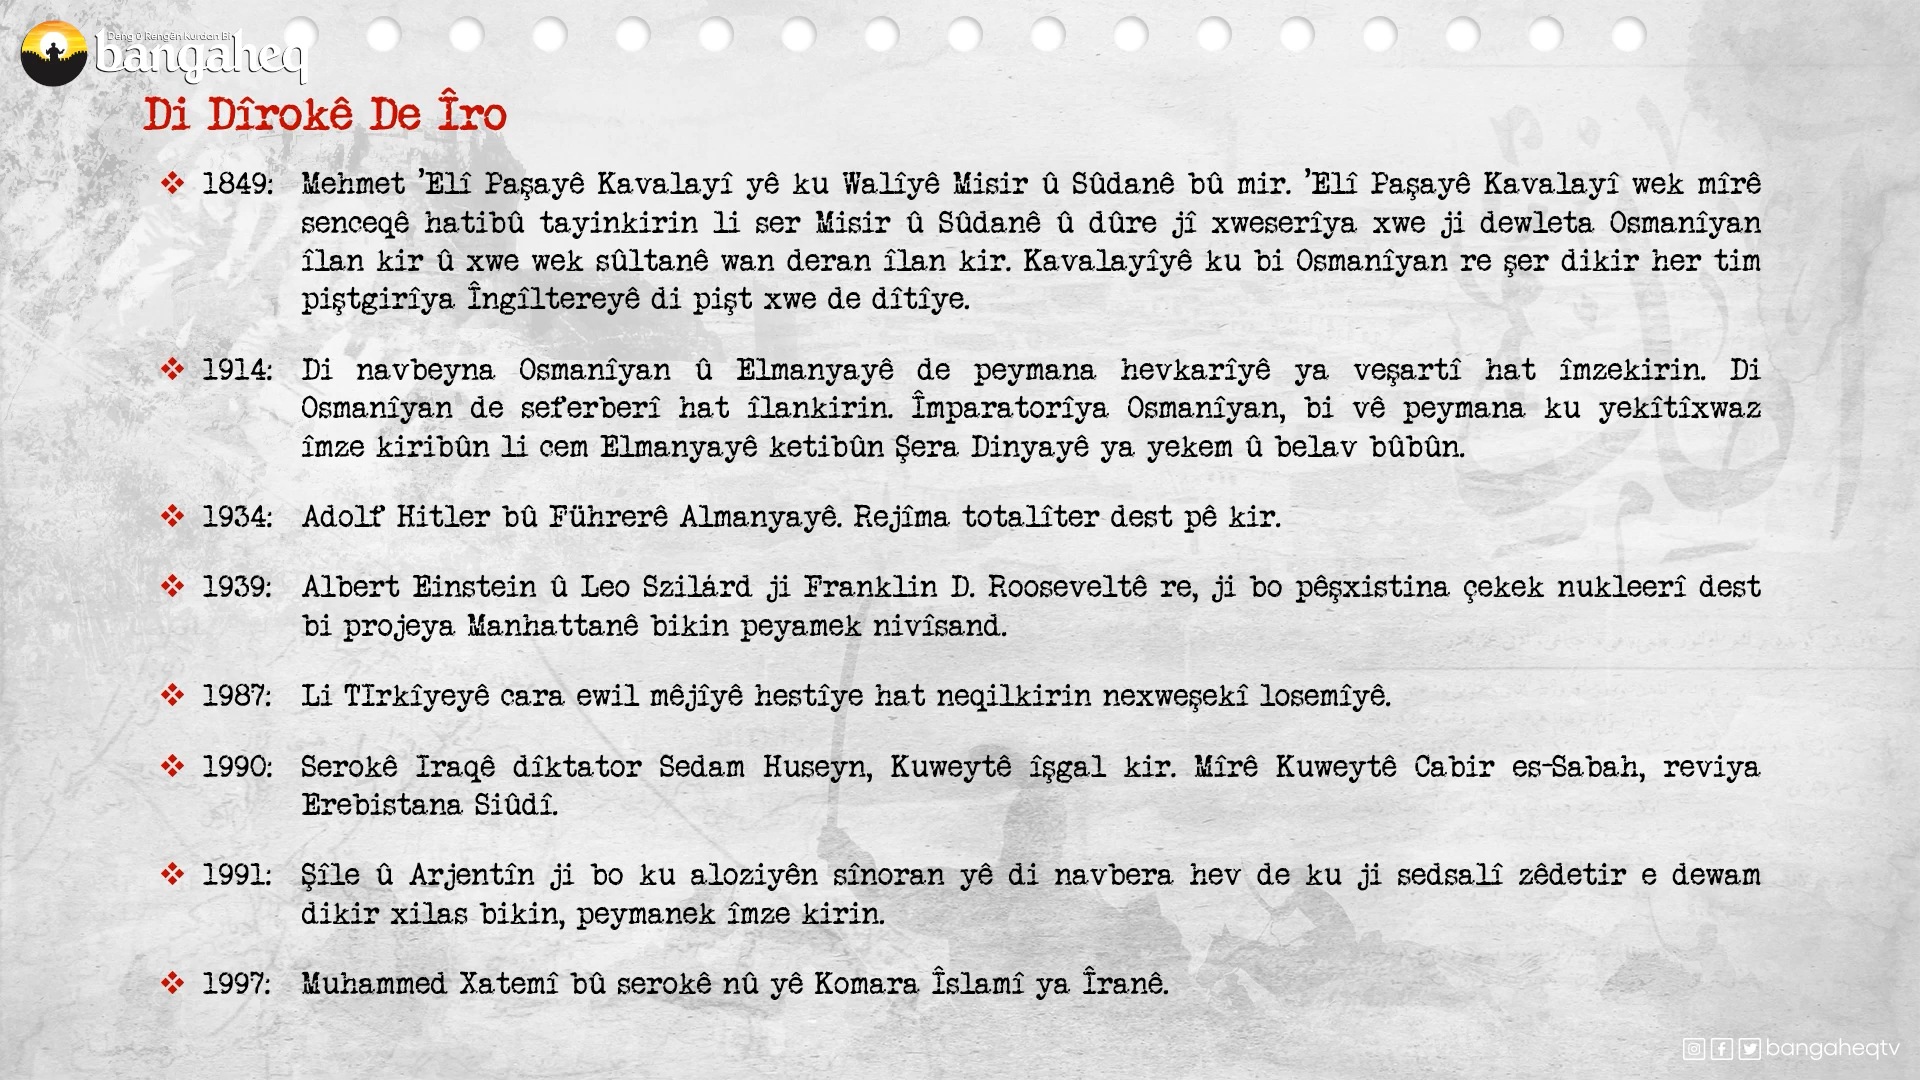 Deng û Rengên Kurdan Bi
bangaheq
Di Dîrokê De Îro
❖ 1849: Mehmet 'Elî Paşayê Kavalayî yê ku Walîyê Misir û Sûdanê bû mir. 'Elî Paşayê Kavalayî wek mîrê
senceqê hatibû tayinkirin li ser Misir û Sûdanê û dûre jî xweserîya xwe ji dewleta Osmanîyan
îlan kir û xwe wek sûltanê wan deran îlan kir. Kavalayîyê ku bi Osmanîyan re şer dikir her tim
piştgirîya Îngîltereyê di pişt xwe de dîtîye.
❖ 1914: Di navbeyna Osmanîyan û Elmanyayê de peymana hevkarîyê ya veşartî hat îmzekirin. Di
Osmanîyan de seferberî hat îlankirin. Împaratorîya Osmanîyan, bi vê peymana ku yekîtîxwaz
îmze kiribûn li cem Elmanyayê ketibûn Şera Dinyayê ya yekem û belav bûbûn.
❖ 1934: Adolf Hitler bû Führerê Almanyayê. Rejîma totalîter dest pê kir.
❖ 1939: Albert Einstein û Leo Szilárd ji Franklin D. Rooseveltê re, ji bo pêşxistina çekek nukleerî dest
bi projeya Manhattanê bikin peyamek nivîsand.
❖ 1987: Li TIrkîyeyê cara ewil mêjîyê hestîye hat neqilkirin nexweşekî losemîyê.
❖ 1990: Serokê Iraqê dîktator Sedam Huseyn, Kuweytê îşgal kir. Mîrê Kuweytê Cabir es-Sabah, reviya
Erebistana Siûdî.
❖ 1991: Şîle û Arjentîn ji bo ku aloziyên sînoran yê di navbera hev de ku ji sedsalî zêdetir e dewam
dikir xilas bikin, peymanek îmze kirin.
❖ 1997: Muhammed Xatemî bû serokê nû yê Komara Îslamî ya Îranê.
bangaheqtv